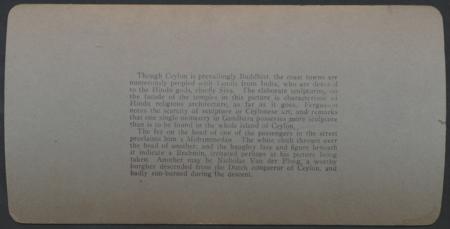 Though Ceylon is prevailingly Buddhist, the coast towns are
numerously peopled with Tamils from India, who are devoted
to the Hindu gods, chiefly Siva. The elaborate sculptures, on
the facade of the temples in this picture is characteristic of
Hindu religious architecture, as far as it goes. Fergusson
notes the scarcity of sculpture in Ceylonese art, and remarks
that one single monastery in Gandhara possesses more sculpture
than is to be found in the whole island of Ceylon.
The fez on the head of one of the passengers in the street
proclaims him a Mohammedan. The white cloth thrown over
the head of another, and the haughty face and figure beneath
it indicate a Brahmin, irritated perhaps at his picture being
taken. Another may be Nicholas Van der a worthy
burgher descended from the Dutch conqueror of Ceylon, and
badly sun-burned during the descent.